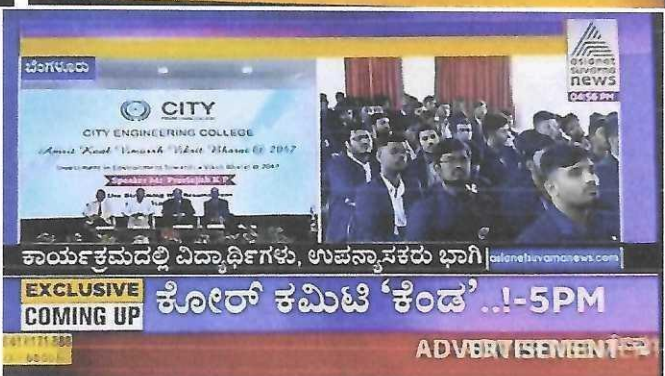 ಬೆಂಗಳೂರು
asianet
suvarna
news
04:56 PM
CITY
CITY ENGINEERING COLLEGE
Amrit Kaal Vimarsh Viksit Bharat @ 2047
Speaker Mr.
ಕಾರ್ಯಕ್ರಮದಲ್ಲಿ ವಿದ್ಯಾರ್ಥಿಗಳು, ಉಪನ್ಯಾಸಕರು ಭಾಗಿ asianetsuvarnanews.com
EXCLUSIVE
COMING UP
ಕೋರ್ ಕಮಿಟಿ 'ಕೆಂಡ'..!-5PM
ADVERTISEMENT